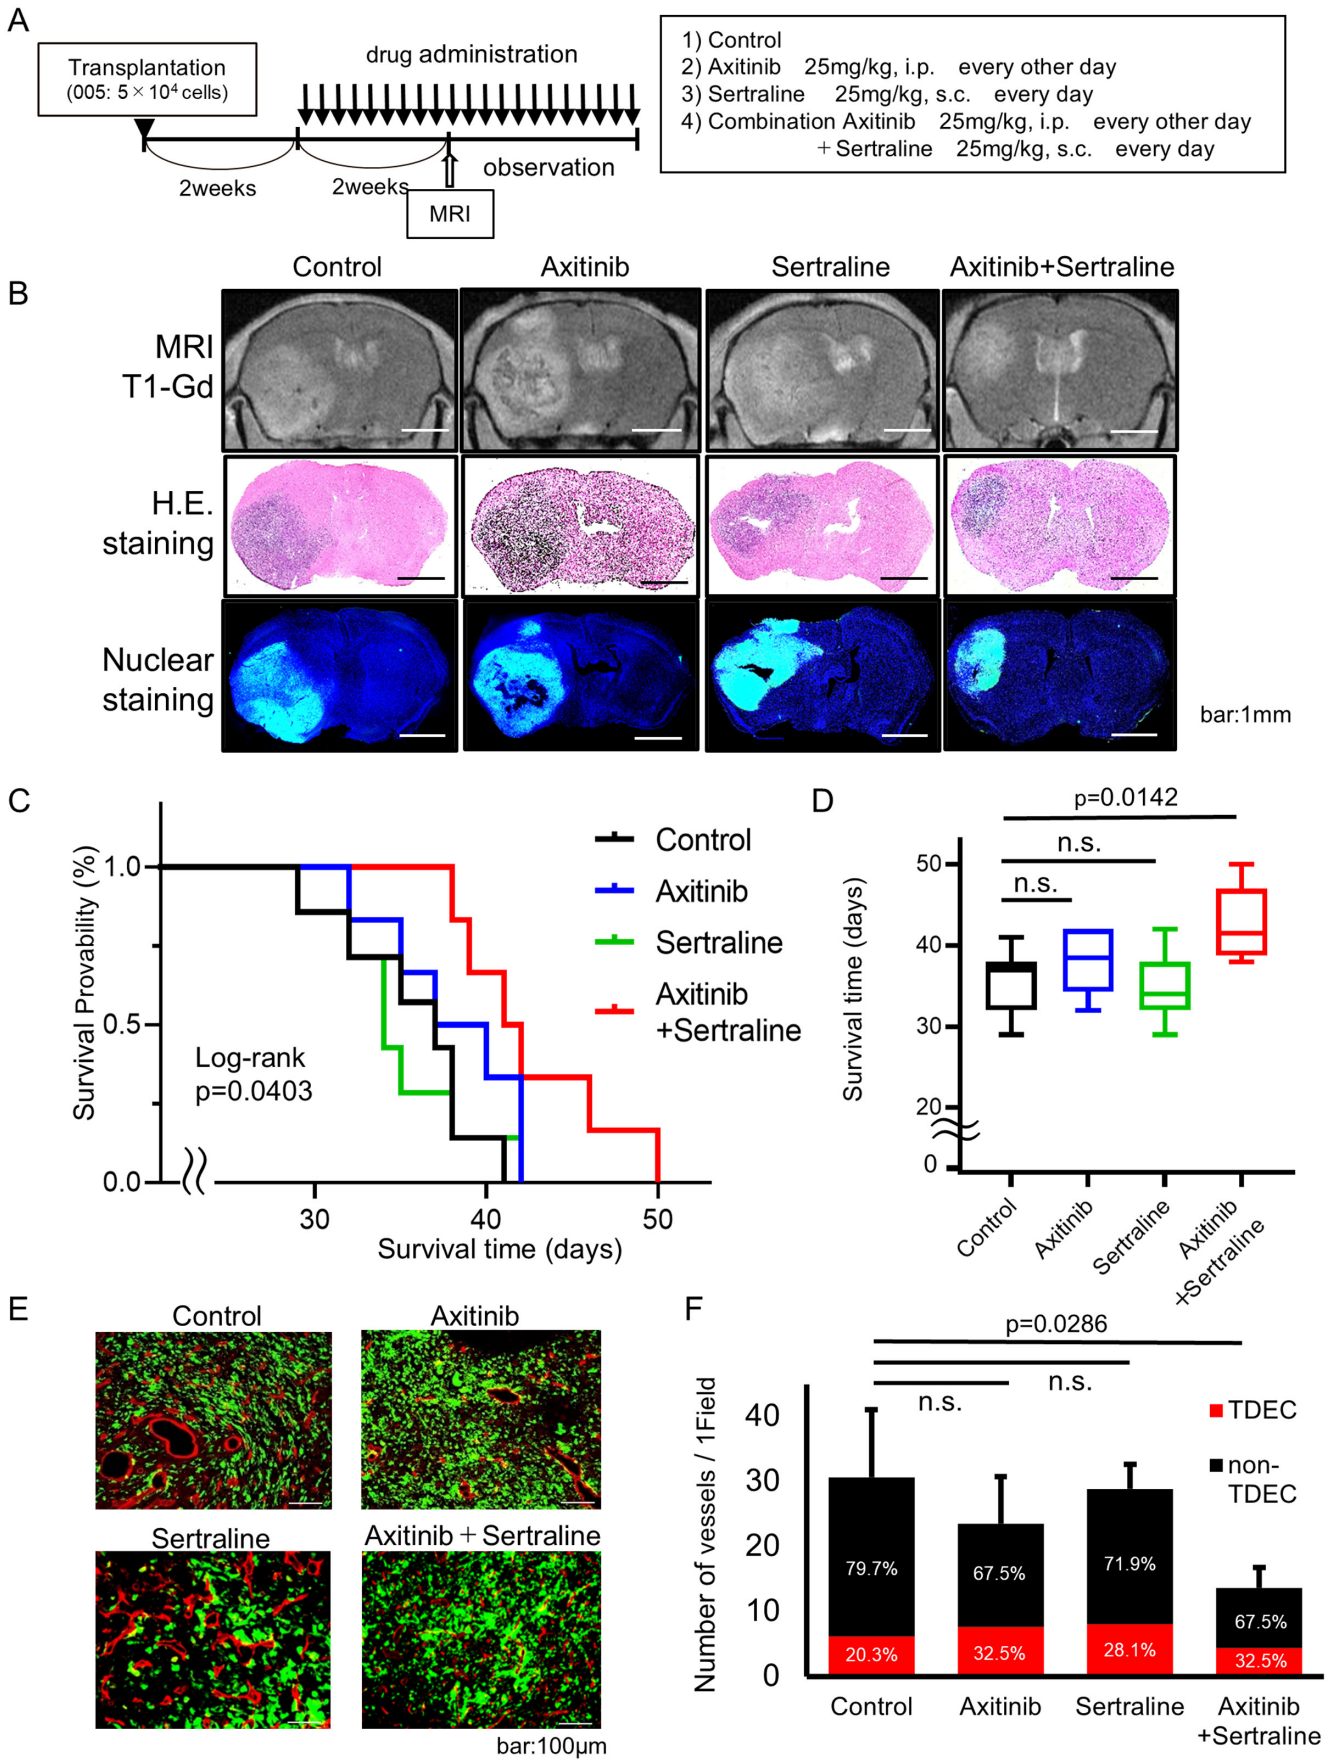 A
Transplantation
(005: 5×10⁴ cells)
drug administration
2weeks
2weeks
observation
MRI
1) Control
2) Axitinib 25mg/kg, i.p. every other day
3) Sertraline 25mg/kg, s.c. every day
4) Combination Axitinib 25mg/kg, i.p. every other day
+Sertraline 25mg/kg, s.c. every day
B
Control Axitinib Sertraline Axitinib+Sertraline
MRI
T1-Gd
H.E.
staining
Nuclear
staining
bar:1mm
C
Survival Provability (%)
1.0
0.5
0.0
Log-rank
p=0.0403
30 40 50
Survival time (days)
Control
Axitinib
Sertraline
Axitinib
+Sertraline
D
p=0.0142
n.s.
n.s.
Survival time (days)
50
40
30
20
0
Control
Axitinib
Sertraline
Axitinib
+Sertraline
E
Control
Axitinib
Sertraline
Axitinib+Sertraline
bar:100μm
F
p=0.0286
n.s.
n.s.
Number of vessels / 1Field
40
30
20
10
0
TDEC
non-
TDEC
79.7%
67.5%
71.9%
67.5%
20.3%
32.5%
28.1%
32.5%
Control Axitinib Sertraline Axitinib
+Sertraline